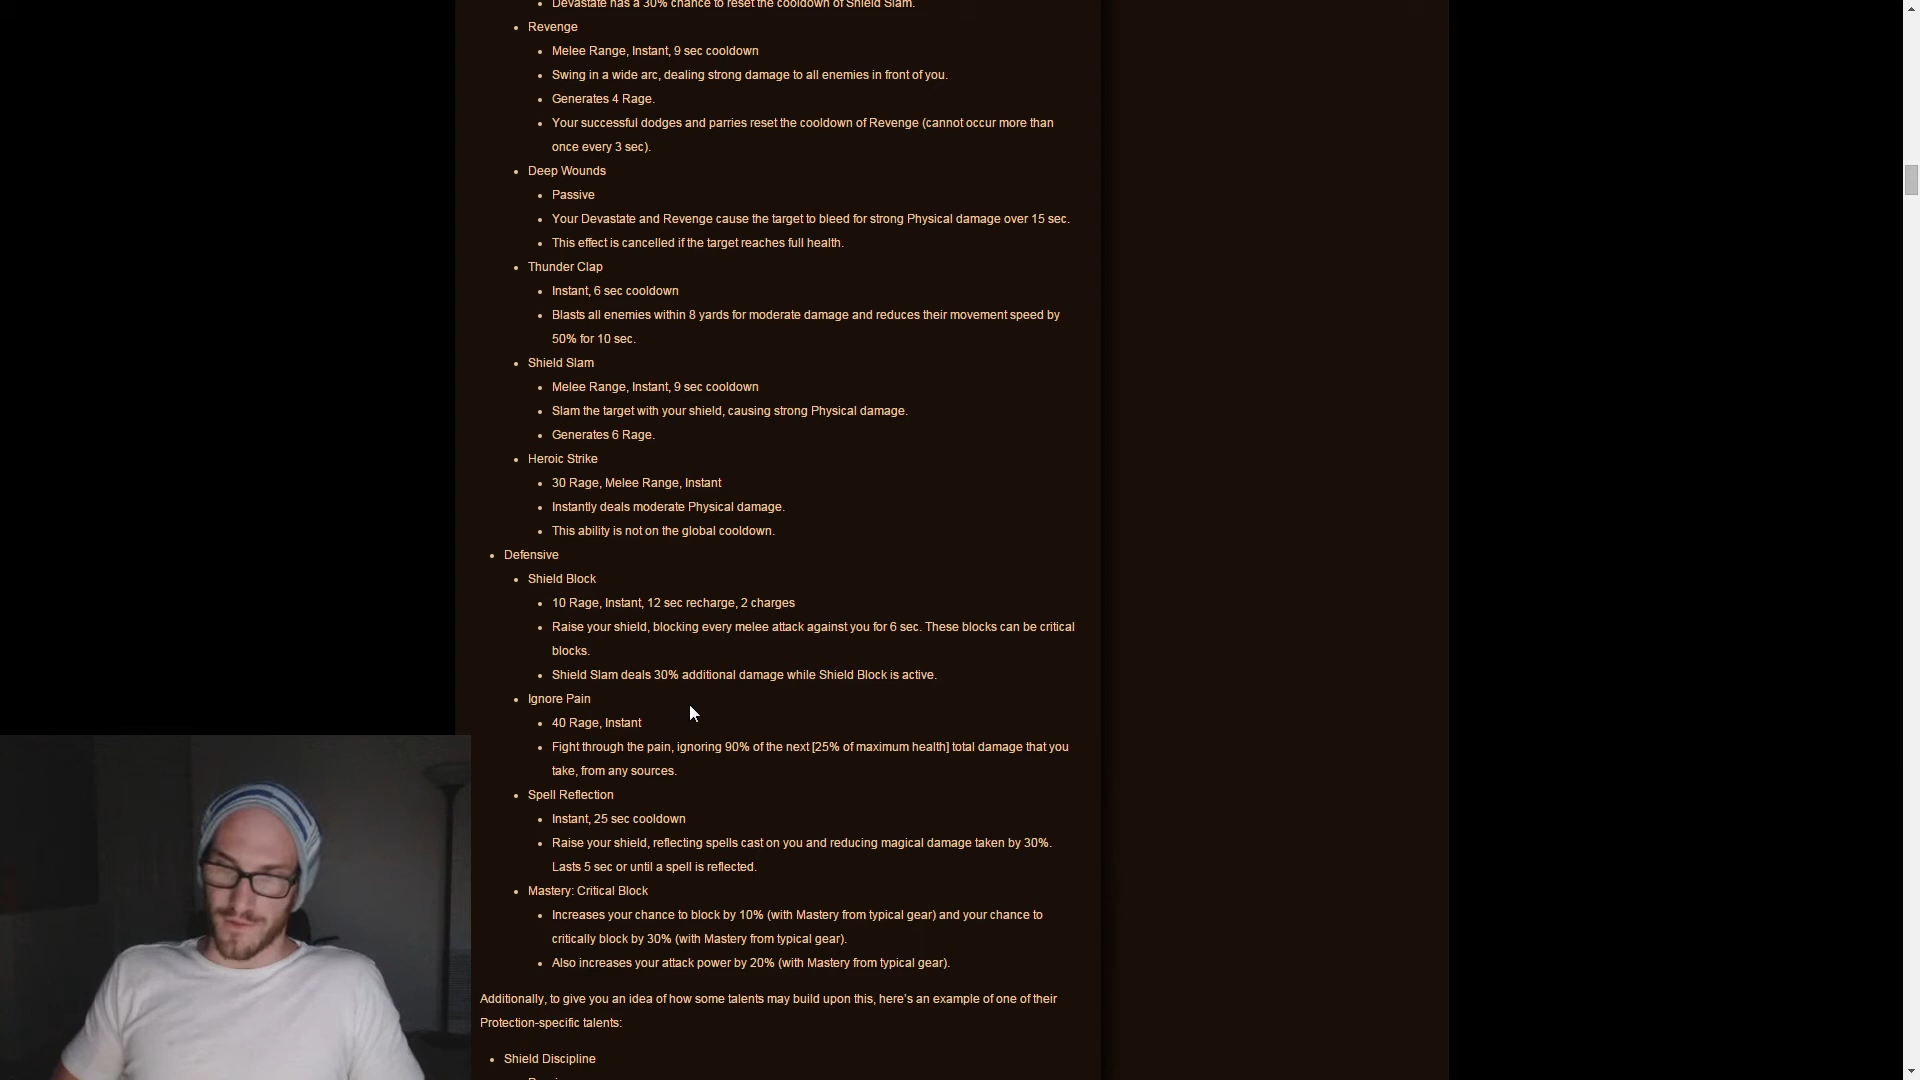 Devastate has a 30% chance to reset the cooldown of Shield Slam.
Revenge
Melee Range, Instant, 9 sec cooldown
Swing in a wide arc, dealing strong damage to all enemies in front of you.
Generates 4 Rage.
Your successful dodges and parries reset the cooldown of Revenge (cannot occur more than
once every 3 sec).
Deep Wounds
Passive
Your Devastate and Revenge cause the target to bleed for strong Physical damage over 15 sec.
This effect is cancelled if the target reaches full health.
Thunder Clap
Instant, 6 sec cooldown
Blasts all enemies within 8 yards for moderate damage and reduces their movement speed by
50% for 10 sec.
Shield Slam
Melee Range, Instant, 9 sec cooldown
Slam the target with your shield, causing strong Physical damage.
Generates 6 Rage.
Heroic Strike
30 Rage, Melee Range, Instant
Instantly deals moderate Physical damage.
This ability is not on the global cooldown.
Defensive
Shield Block
10 Rage, Instant, 12 sec recharge, 2 charges
Raise your shield, blocking every melee attack against you for 6 sec. These blocks can be critical
blocks.
Shield Slam deals 30% additional damage while Shield Block is active.
Ignore Pain
40 Rage, Instant
Fight through the pain, ignoring 90% of the next [25% of maximum health] total damage that you
take, from any sources.
Spell Reflection
Instant, 25 sec cooldown
Raise your shield, reflecting spells cast on you and reducing magical damage taken by 30%.
Lasts 5 sec or until a spell is reflected.
Mastery: Critical Block
Increases your chance to block by 10% (with Mastery from typical gear) and your chance to
critically block by 30% (with Mastery from typical gear).
Also increases your attack power by 20% (with Mastery from typical gear).
Additionally, to give you an idea of how some talents may build upon this, here's an example of one of their
Protection-specific talents:
Shield Discipline